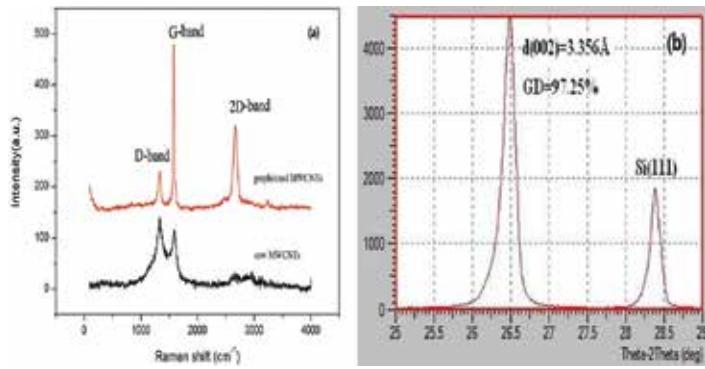 (a)
G-band
2D-band
D-band
graphitized MWCNTs
raw MWCNTs
500
400
300
200
100
0
Intensity(a.u.)
0 1000 2000 3000 4000
Raman shift (cm⁻¹)
(b)
d(002)=3.356Å
GD=97.25%
Si(111)
4000
3000
2000
1000
0
25 25.5 26 26.5 27 27.5 28 28.5 29
Theta-2Theta (deg)